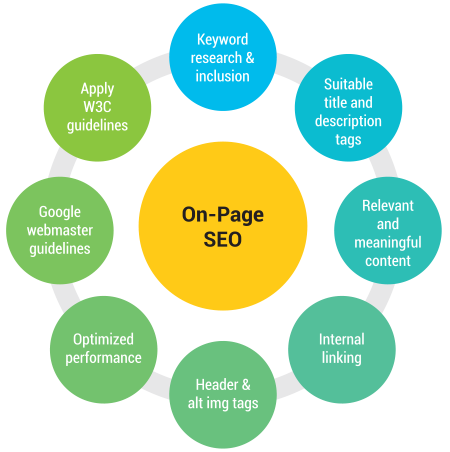 Keyword
research &
inclusion
Suitable
title and
description
tags
Relevant
and
meaningful
content
Internal
linking
Header &
alt img tags
Optimized
performance
Google
webmaster
guidelines
Apply
W3C
guidelines
On-Page
SEO